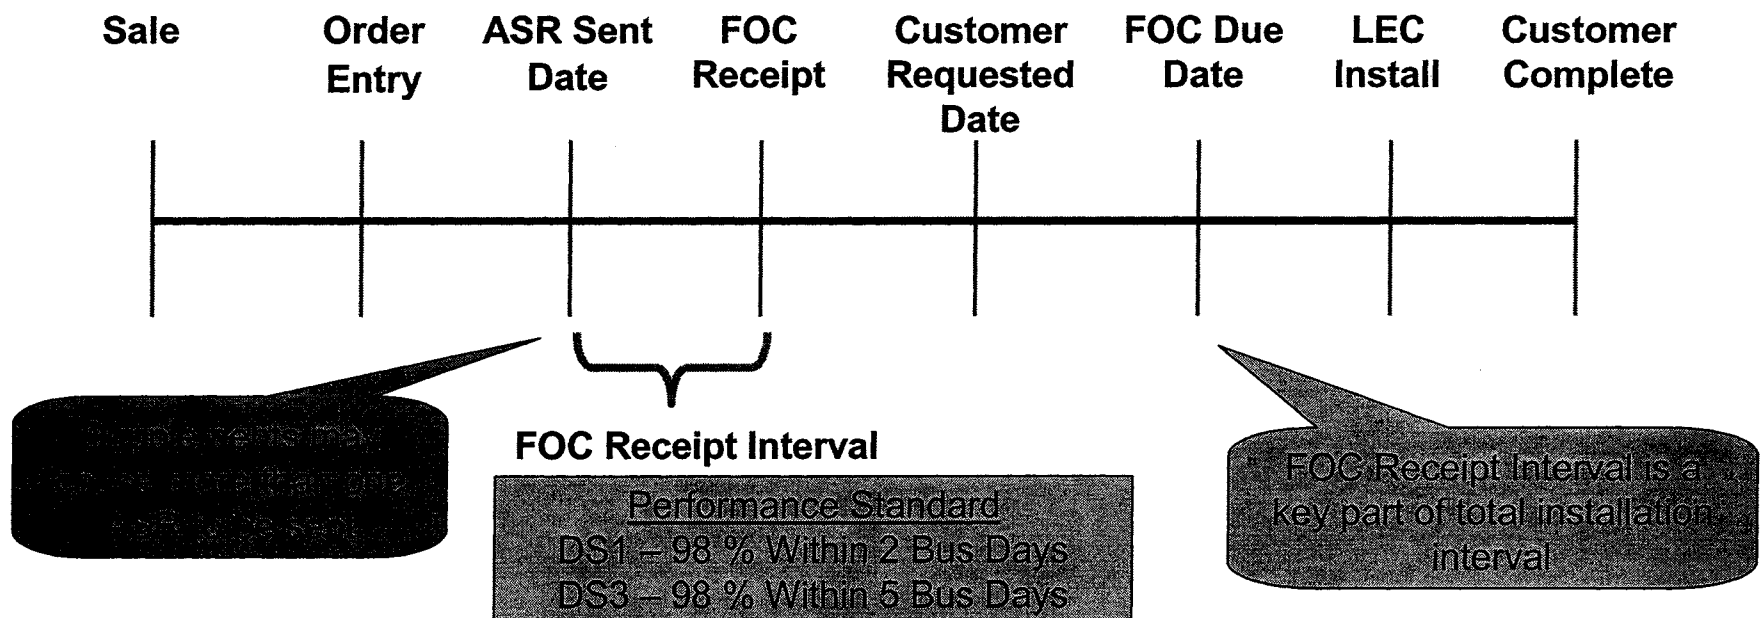 Sale
Order
Entry
ASR Sent
Date
FOC
Receipt
Customer
Requested
Date
FOC Due
Date
LEC
Install
Customer
Complete
may
FOC Receipt Interval
Performance Standard
DS1 – 98 % Within 2 Bus Days
DS3 – 98 % Within 5 Bus Days
FOC Receipt Interval is a
key part of total installation
interval